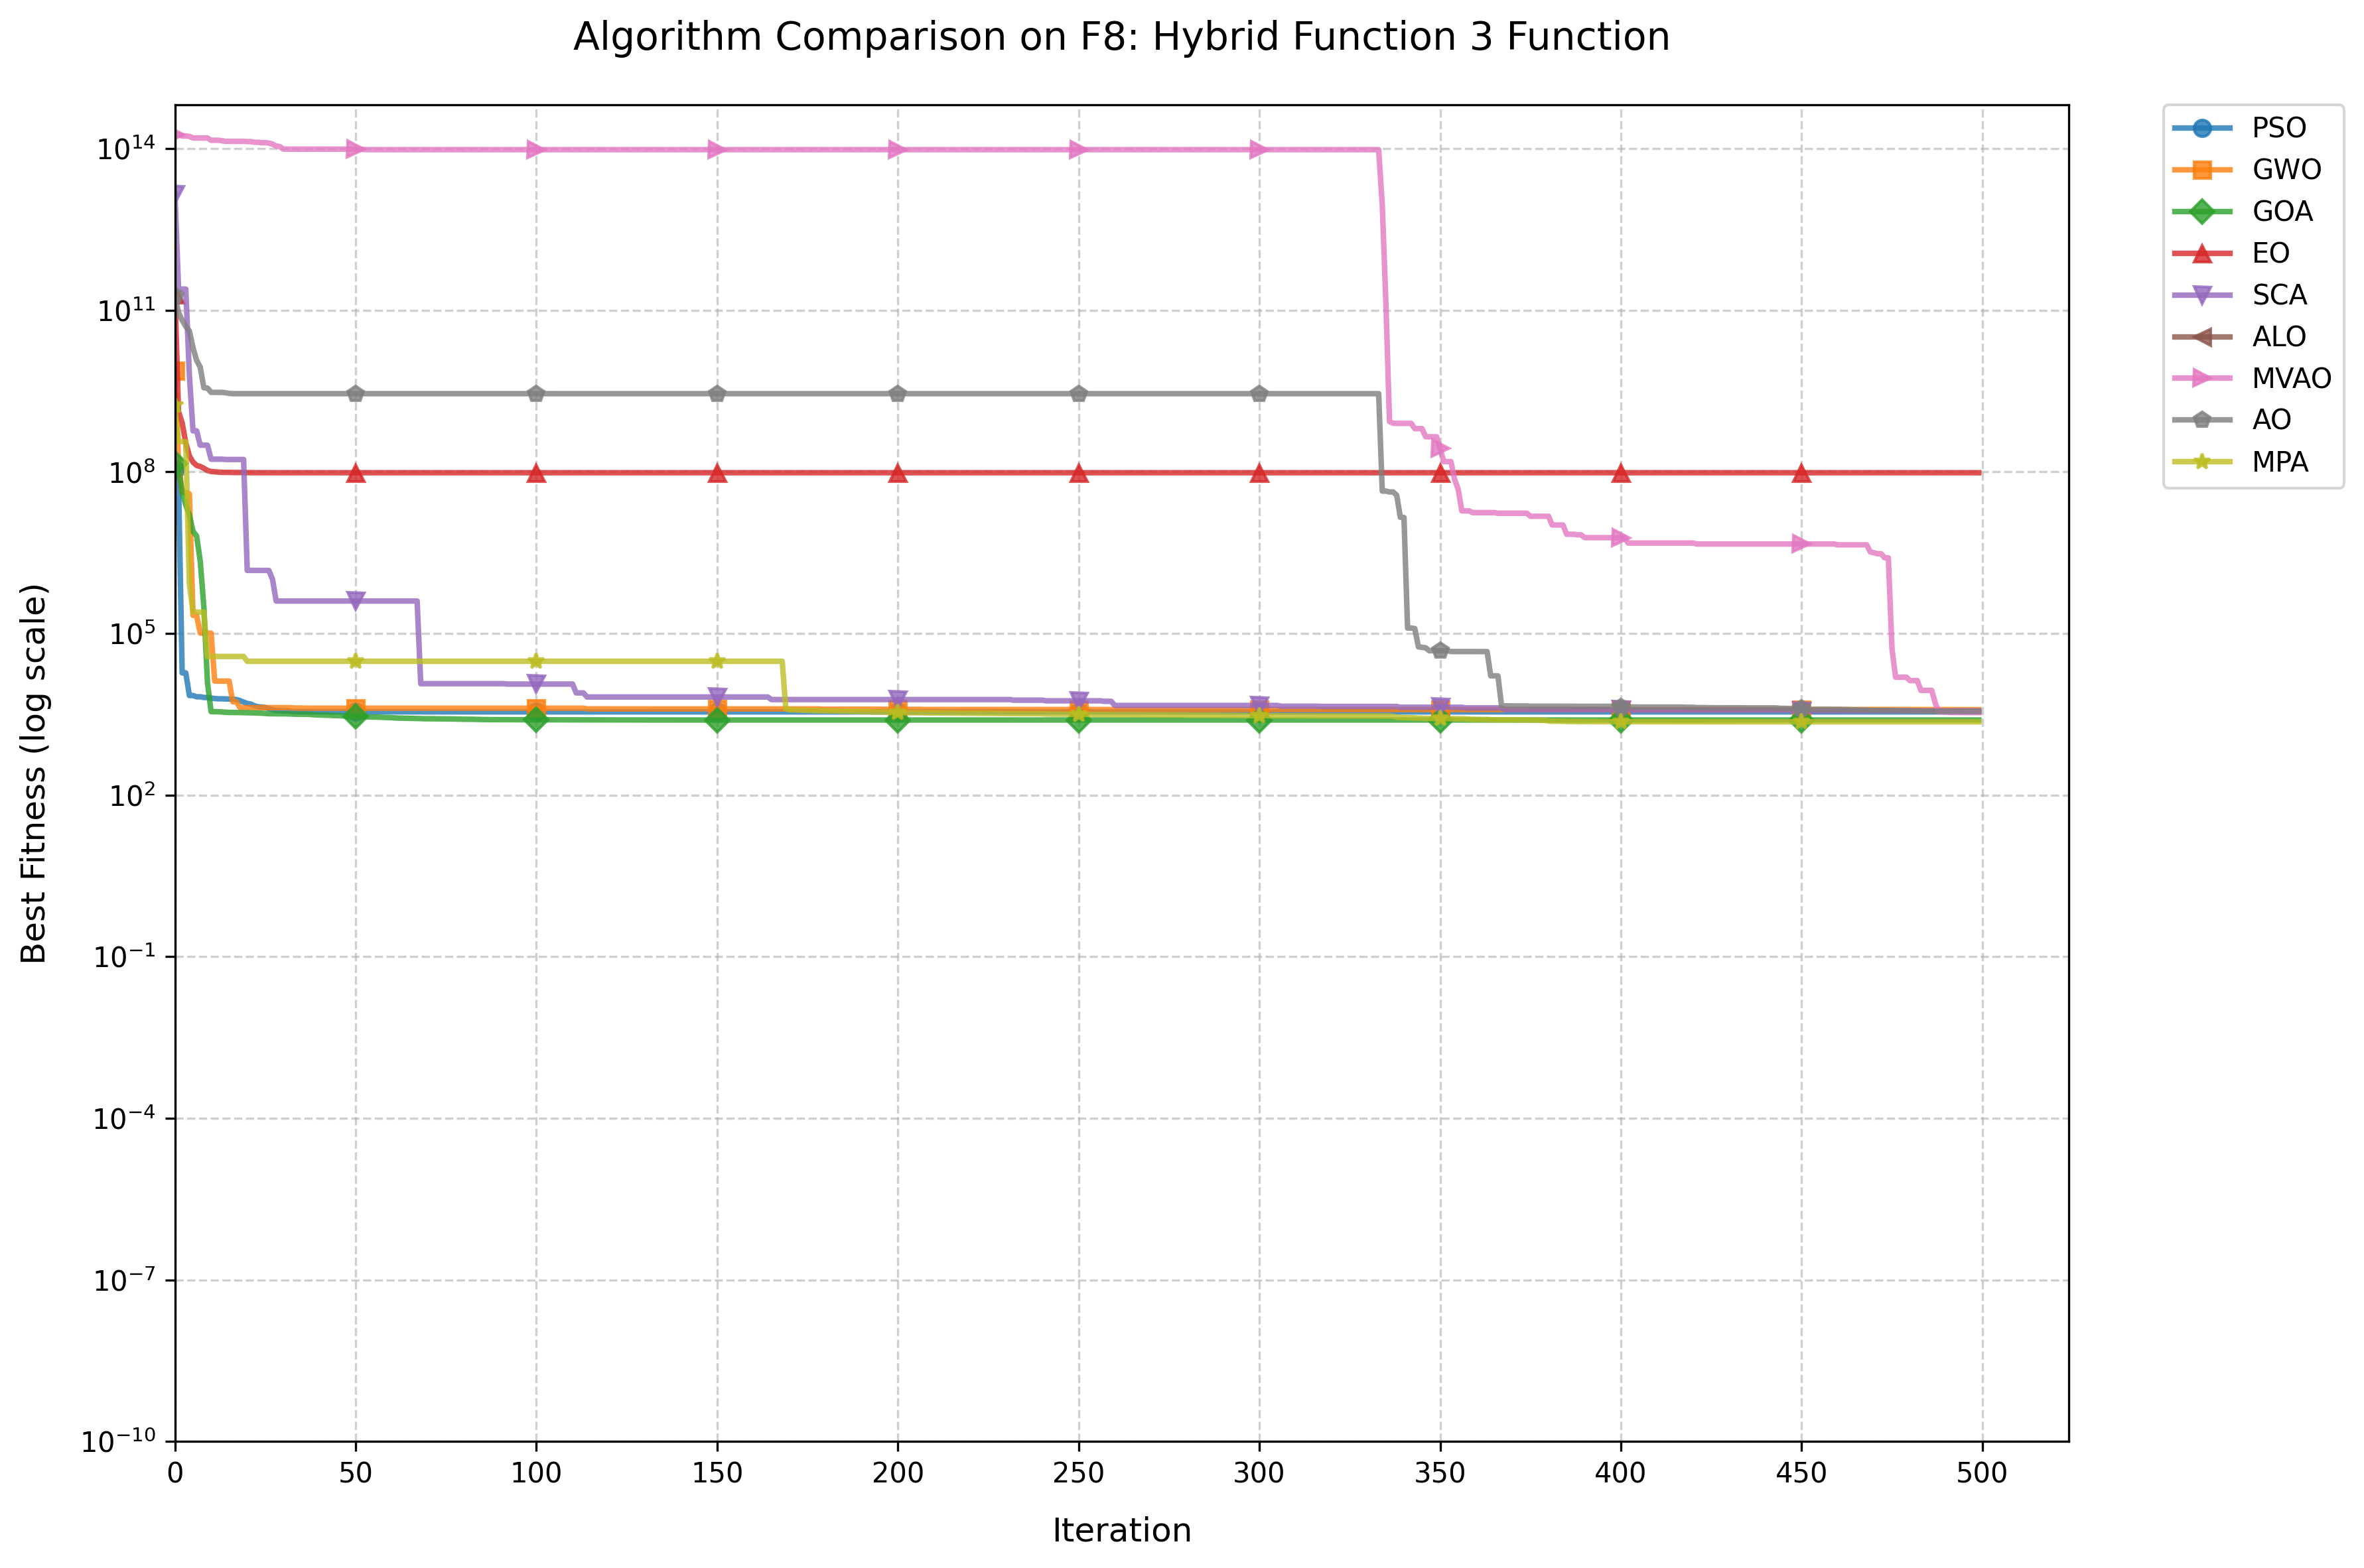 Algorithm Comparison on F8: Hybrid Function 3 Function
Best Fitness (log scale)
10^14
10^11
10^8
10^5
10^2
10^−1
10^−4
10^−7
10^−10
0 50 100 150 200 250 300 350 400 450 500
Iteration
PSO
GWO
GOA
EO
SCA
ALO
MVAO
AO
MPA